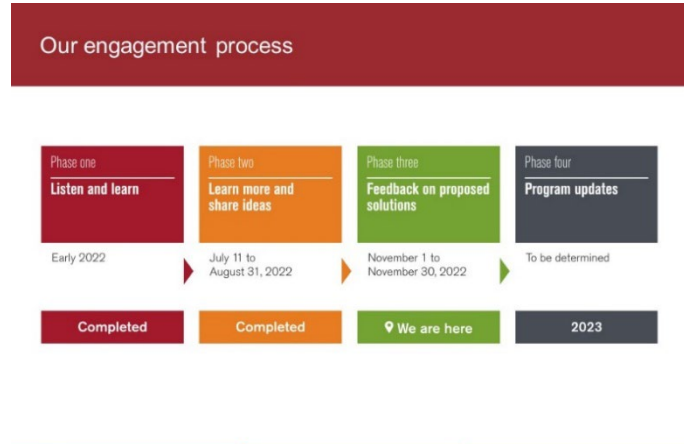 Our engagement process
Phase one
Listen and learn
Early 2022
Completed
Phase two
Learn more and
share ideas
July 11 to
August 31, 2022
Completed
Phase three
Feedback on proposed
solutions
November 1 to
November 30, 2022
We are here
Phase four
Program updates
To be determined
2023